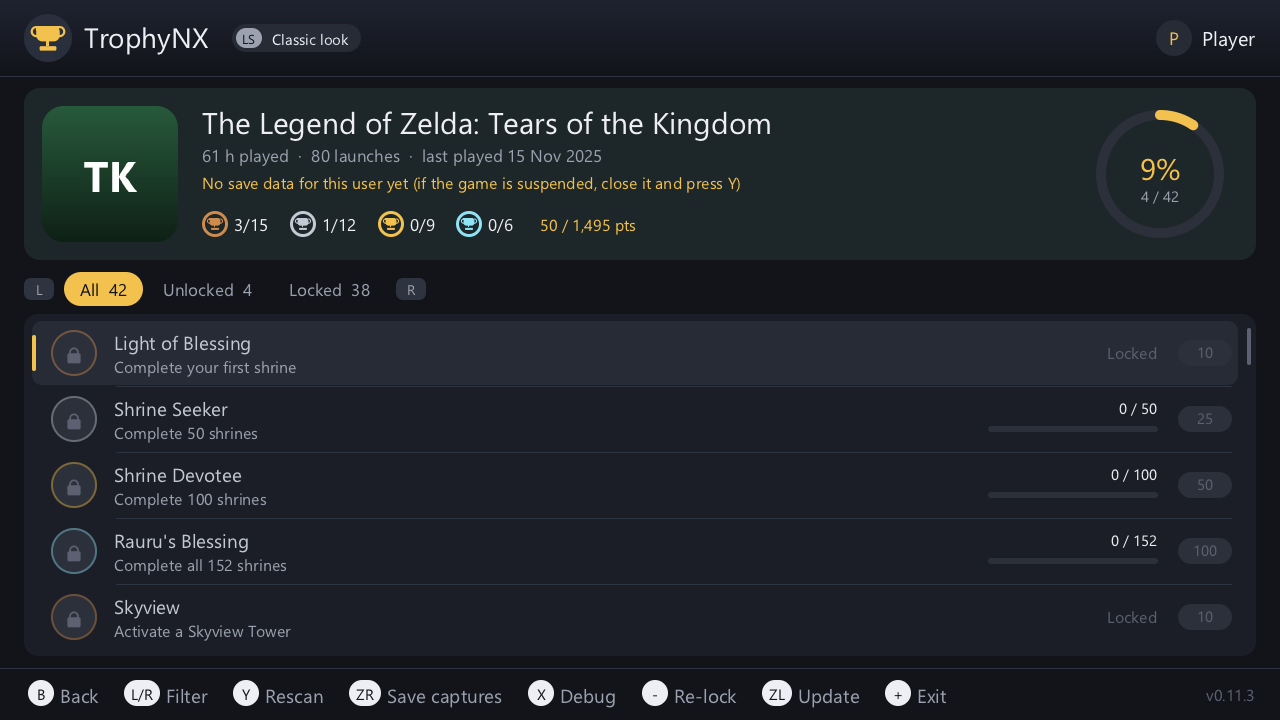 TrophyNX
LS Classic look
P Player
TK
The Legend of Zelda: Tears of the Kingdom
61 h played · 80 launches · last played 15 Nov 2025
No save data for this user yet (if the game is suspended, close it and press Y)
3/15 1/12 0/9 0/6 50 / 1,495 pts
9%
4 / 42
L All 42 Unlocked 4 Locked 38 R
Light of Blessing
Complete your first shrine
Locked 10
Shrine Seeker
Complete 50 shrines
0 / 50 25
Shrine Devotee
Complete 100 shrines
0 / 100 50
Rauru's Blessing
Complete all 152 shrines
0 / 152 100
Skyview
Activate a Skyview Tower
Locked 10
B Back L/R Filter Y Rescan ZR Save captures X Debug - Re-lock ZL Update + Exit v0.11.3